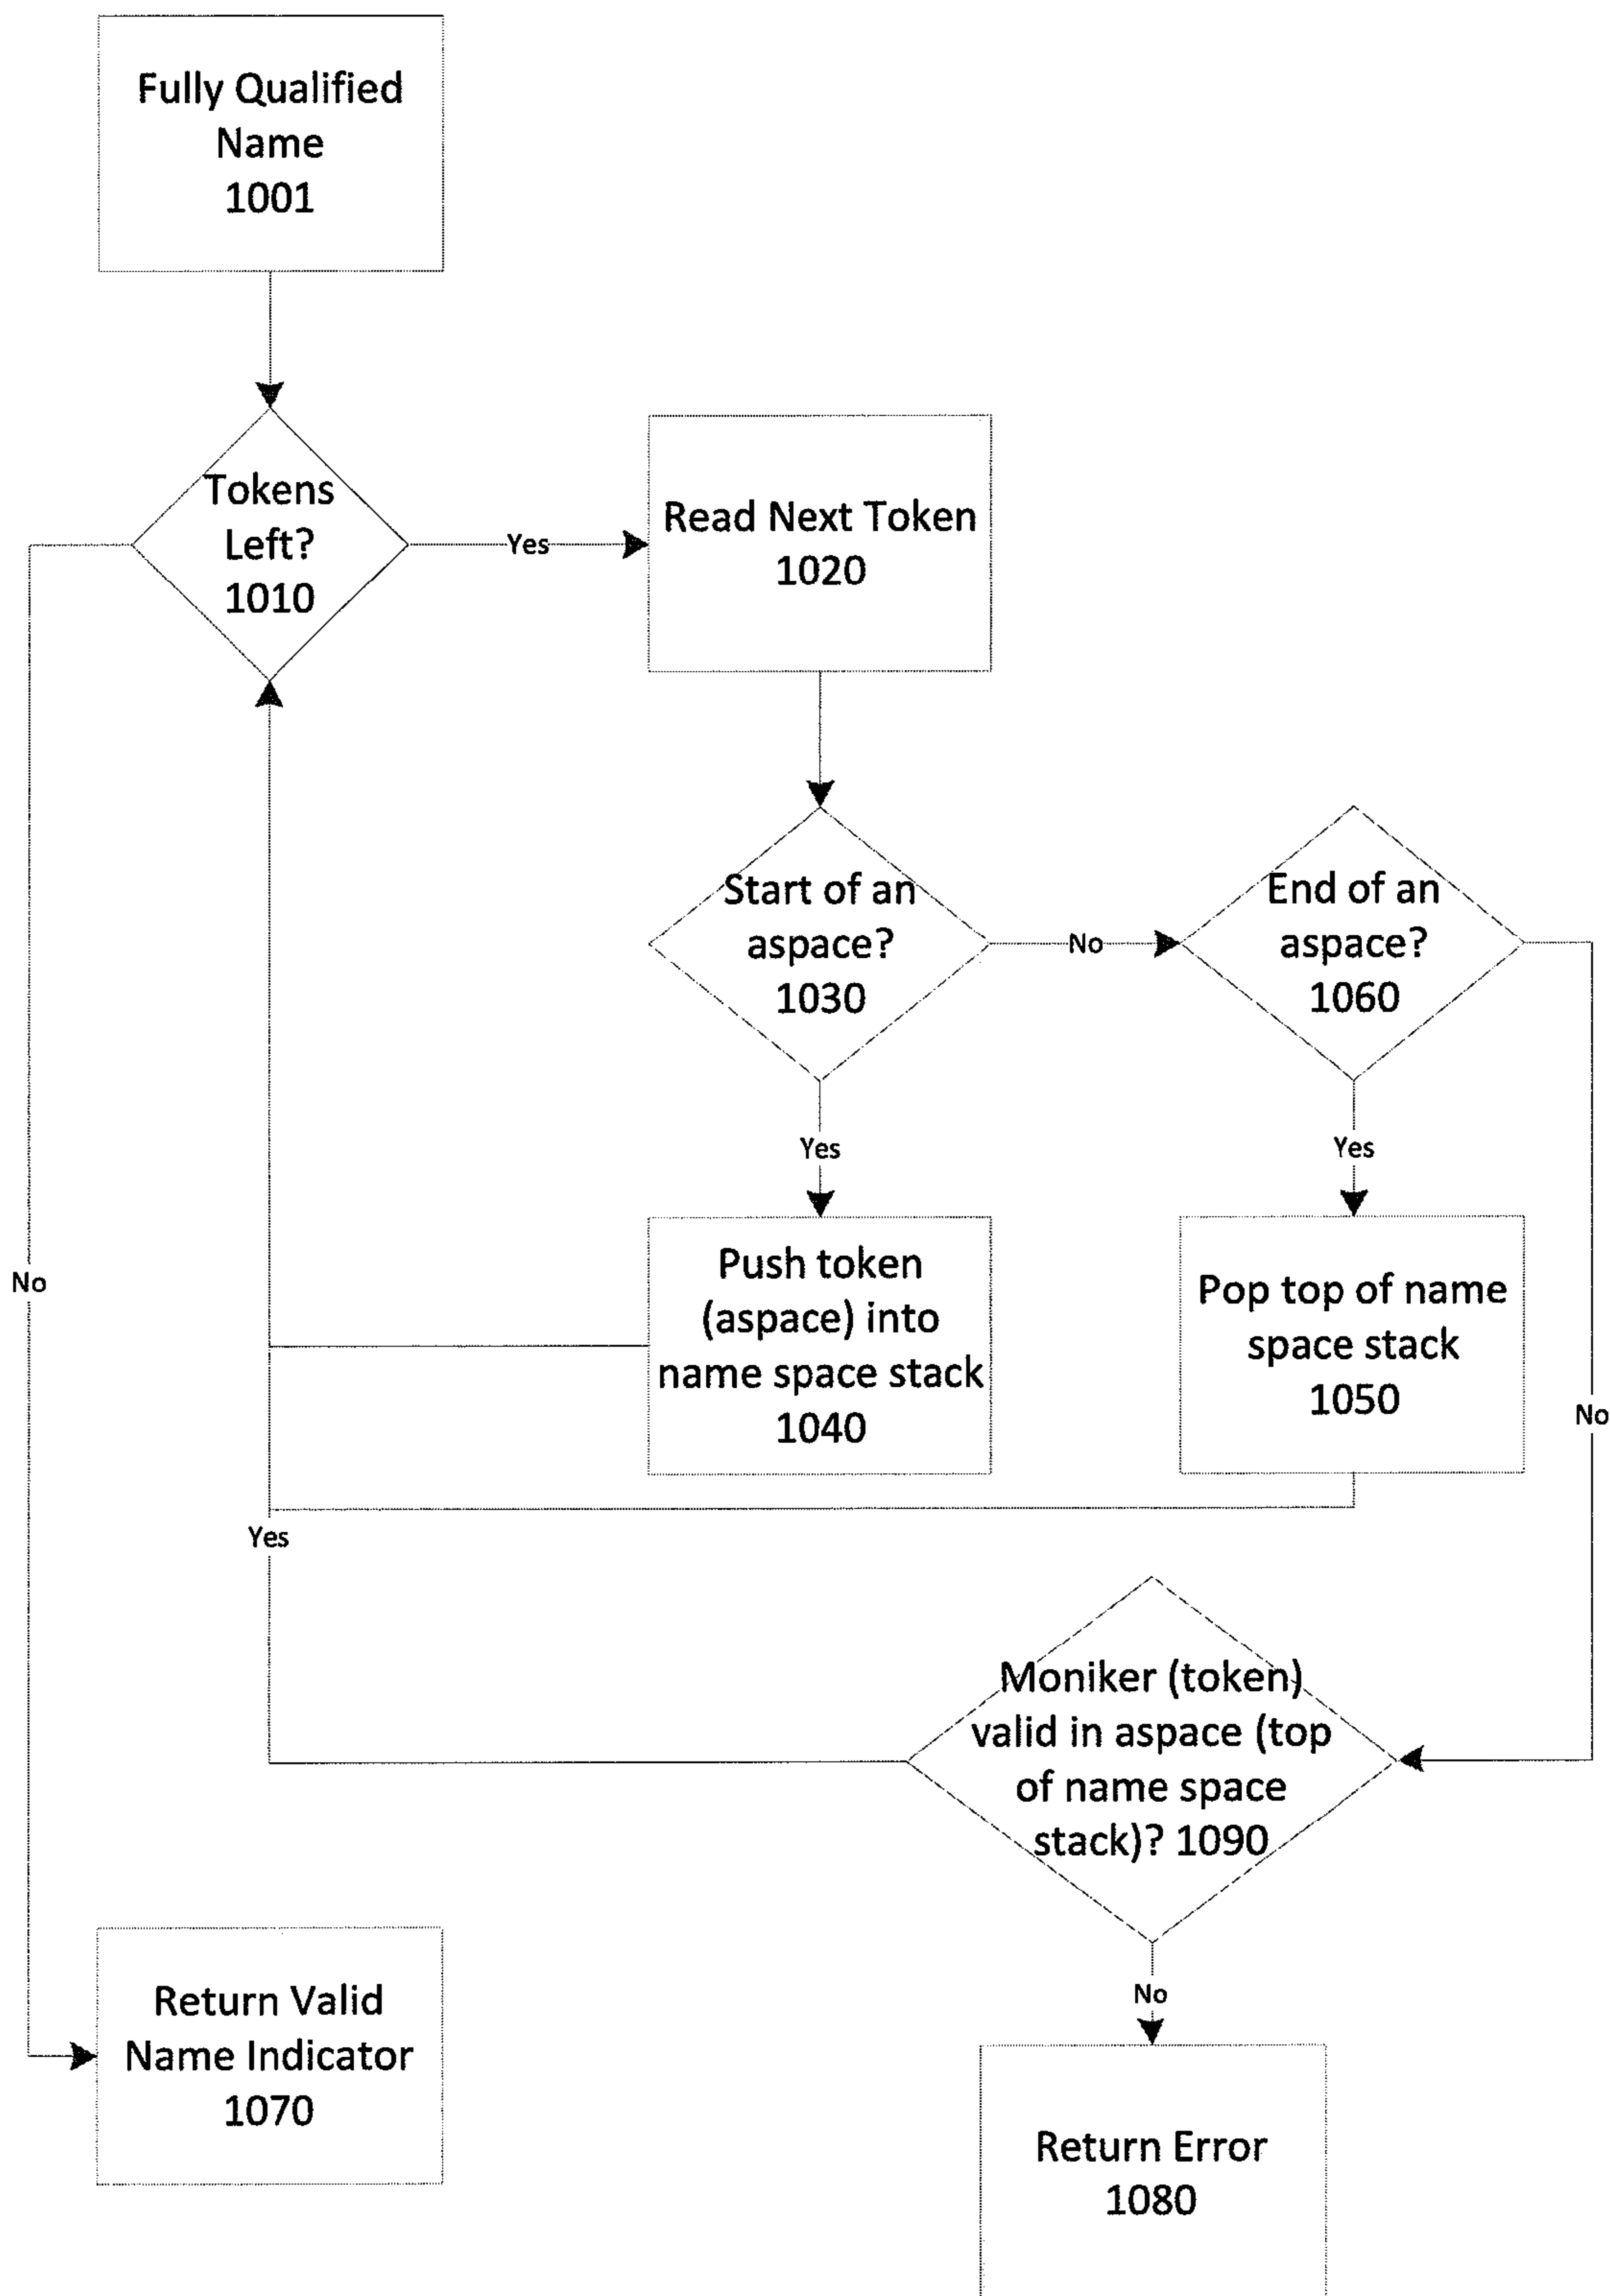 Fully Qualified
Name
1001
Tokens
Left?
1010
Yes
Read Next Token
1020
Start of an
aspace?
1030
No
End of an
aspace?
1060
Yes
Yes
No
Push token
(aspace) into
name space stack
1040
Pop top of name
space stack
1050
No
Yes
Moniker (token)
valid in aspace (top
of name space
stack)? 1090
No
Return Valid
Name Indicator
1070
Return Error
1080